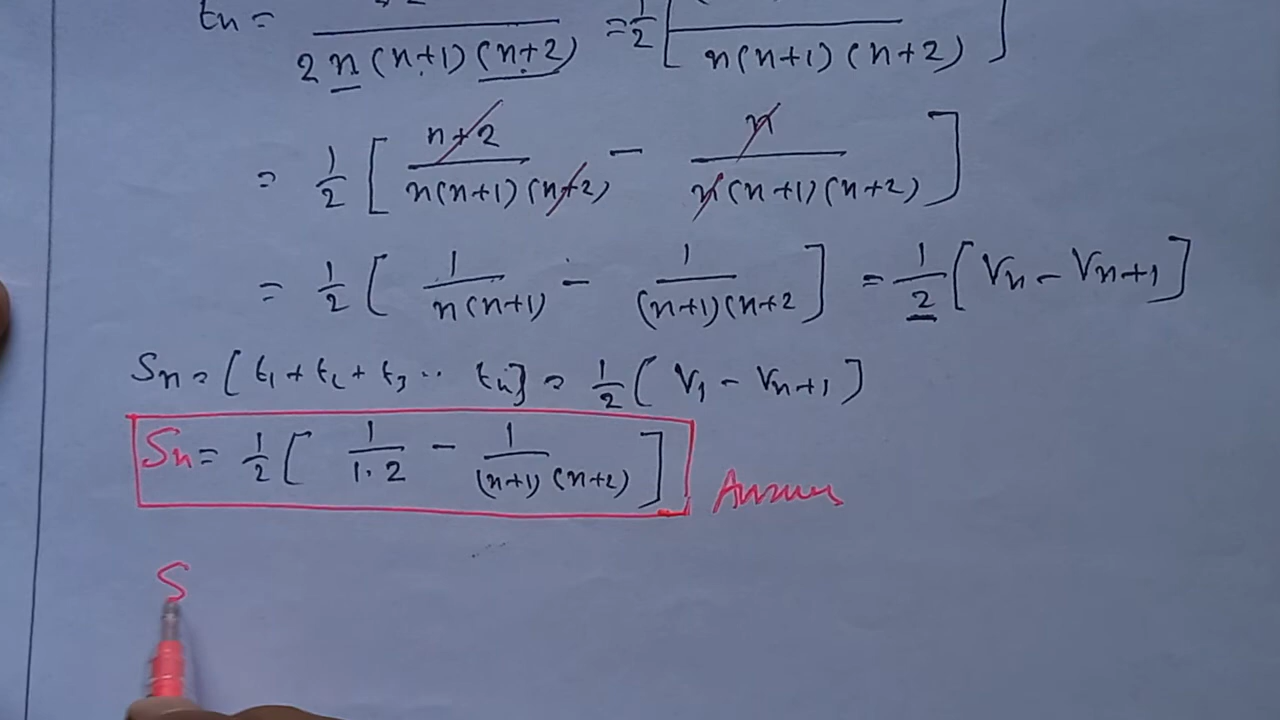 tn = / 2n(n+1)(n+2) = 1/2 [ / n(n+1)(n+2) ]
= 1/2 [ n+2 / n(n+1)(n+2) - n / n(n+1)(n+2) ]
= 1/2 [ 1 / n(n+1) - 1 / (n+1)(n+2 ] = 1/2 [ Vn - Vn+1 ]
Sn = [ t1 + t2 + t3 .. tn ] = 1/2 ( V1 - Vn+1 ]
Sn = 1/2 [ 1 / 1.2 - 1 / (n+1)(n+2) ] Answer
S